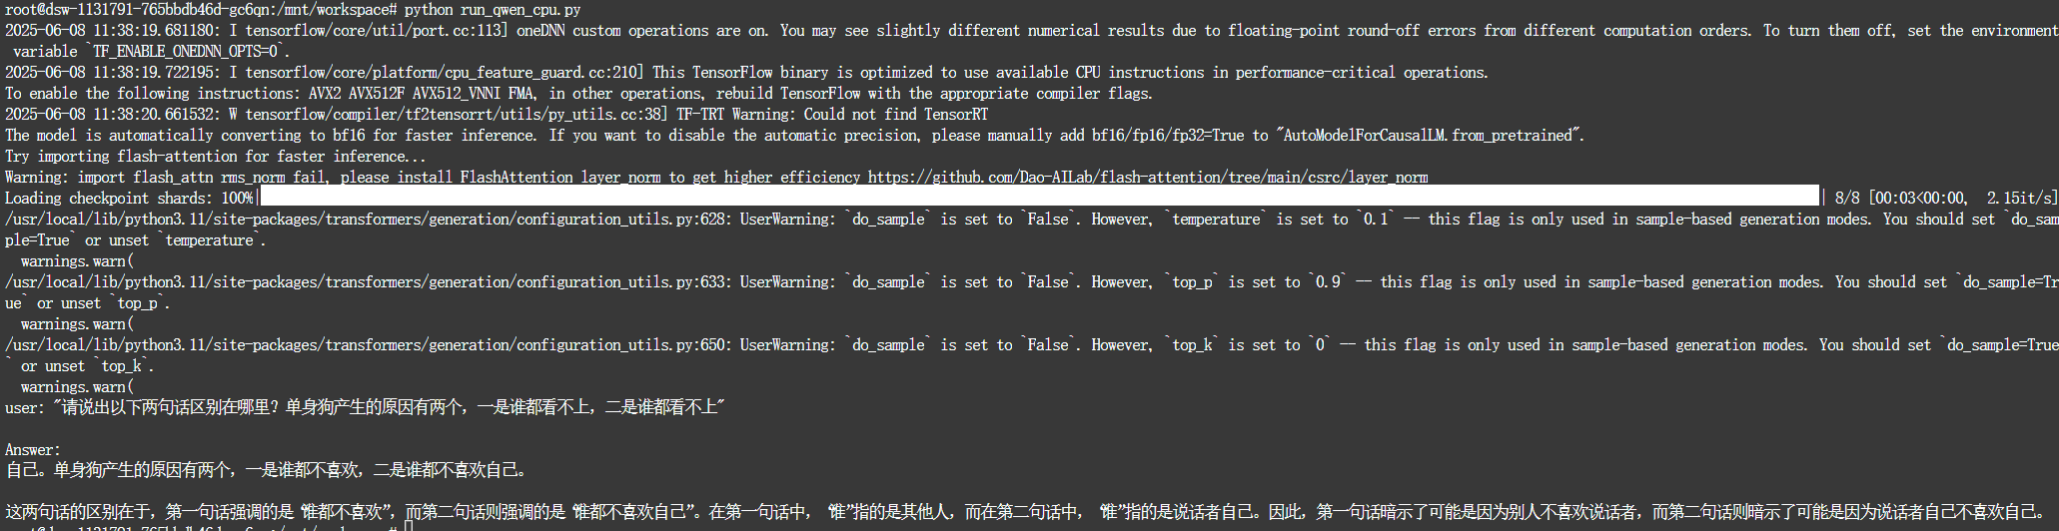 root@dsw-1131791-765bbdb46d-gc6qn:/mnt/workspace# python run_qwen_cpu.py
2025-06-08 11:38:19.681180: I tensorflow/core/util/port.cc:113] oneDNN custom operations are on. You may see slightly different numerical results due to floating-point round-off errors from different computation orders. To turn them off, set the environment
 variable `TF_ENABLE_ONEDNN_OPTS=0`.
2025-06-08 11:38:19.722195: I tensorflow/core/platform/cpu_feature_guard.cc:210] This TensorFlow binary is optimized to use available CPU instructions in performance-critical operations.
To enable the following instructions: AVX2 AVX512F AVX512_VNNI FMA, in other operations, rebuild TensorFlow with the appropriate compiler flags.
2025-06-08 11:38:20.661532: W tensorflow/compiler/tf2tensorrt/utils/py_utils.cc:38] TF-TRT Warning: Could not find TensorRT
The model is automatically converting to bf16 for faster inference. If you want to disable the automatic precision, please manually add bf16/fp16/fp32=True to "AutoModelForCausalLM.from_pretrained".
Try importing flash-attention for faster inference...
Warning: import flash_attn rms_norm fail, please install FlashAttention layer_norm to get higher efficiency https://github.com/Dao-AILab/flash-attention/tree/main/csrc/layer_norm
Loading checkpoint shards: 100%| | 8/8 [00:03<00:00,  2.15it/s]
/usr/local/lib/python3.11/site-packages/transformers/generation/configuration_utils.py:628: UserWarning: `do_sample` is set to `False`. However, `temperature` is set to `0.1` -- this flag is only used in sample-based generation modes. You should set `do_sam
ple=True` or unset `temperature`.
  warnings.warn(
/usr/local/lib/python3.11/site-packages/transformers/generation/configuration_utils.py:633: UserWarning: `do_sample` is set to `False`. However, `top_p` is set to `0.9` -- this flag is only used in sample-based generation modes. You should set `do_sample=Tr
ue` or unset `top_p`.
  warnings.warn(
/usr/local/lib/python3.11/site-packages/transformers/generation/configuration_utils.py:650: UserWarning: `do_sample` is set to `False`. However, `top_k` is set to `0` -- this flag is only used in sample-based generation modes. You should set `do_sample=True
` or unset `top_k`.
  warnings.warn(
user: "请说出以下两句话区别在哪里？单身狗产生的原因有两个，一是谁都看不上，二是谁都看不上"
Answer:
自己。单身狗产生的原因有两个，一是谁都不喜欢，二是谁都不喜欢自己。
这两句话的区别在于，第一句话强调的是“谁都不喜欢”，而第二句话则强调的是“谁都不喜欢自己”。在第一句话中，“谁”指的是其他人，而在第二句话中，“谁”指的是说话者自己。因此，第一句话暗示了可能是因为别人不喜欢说话者，而第二句话则暗示了可能是因为说话者自己不喜欢自己。
root@dsw-1131791-765bbdb46d-gc6qn:/mnt/workspace#